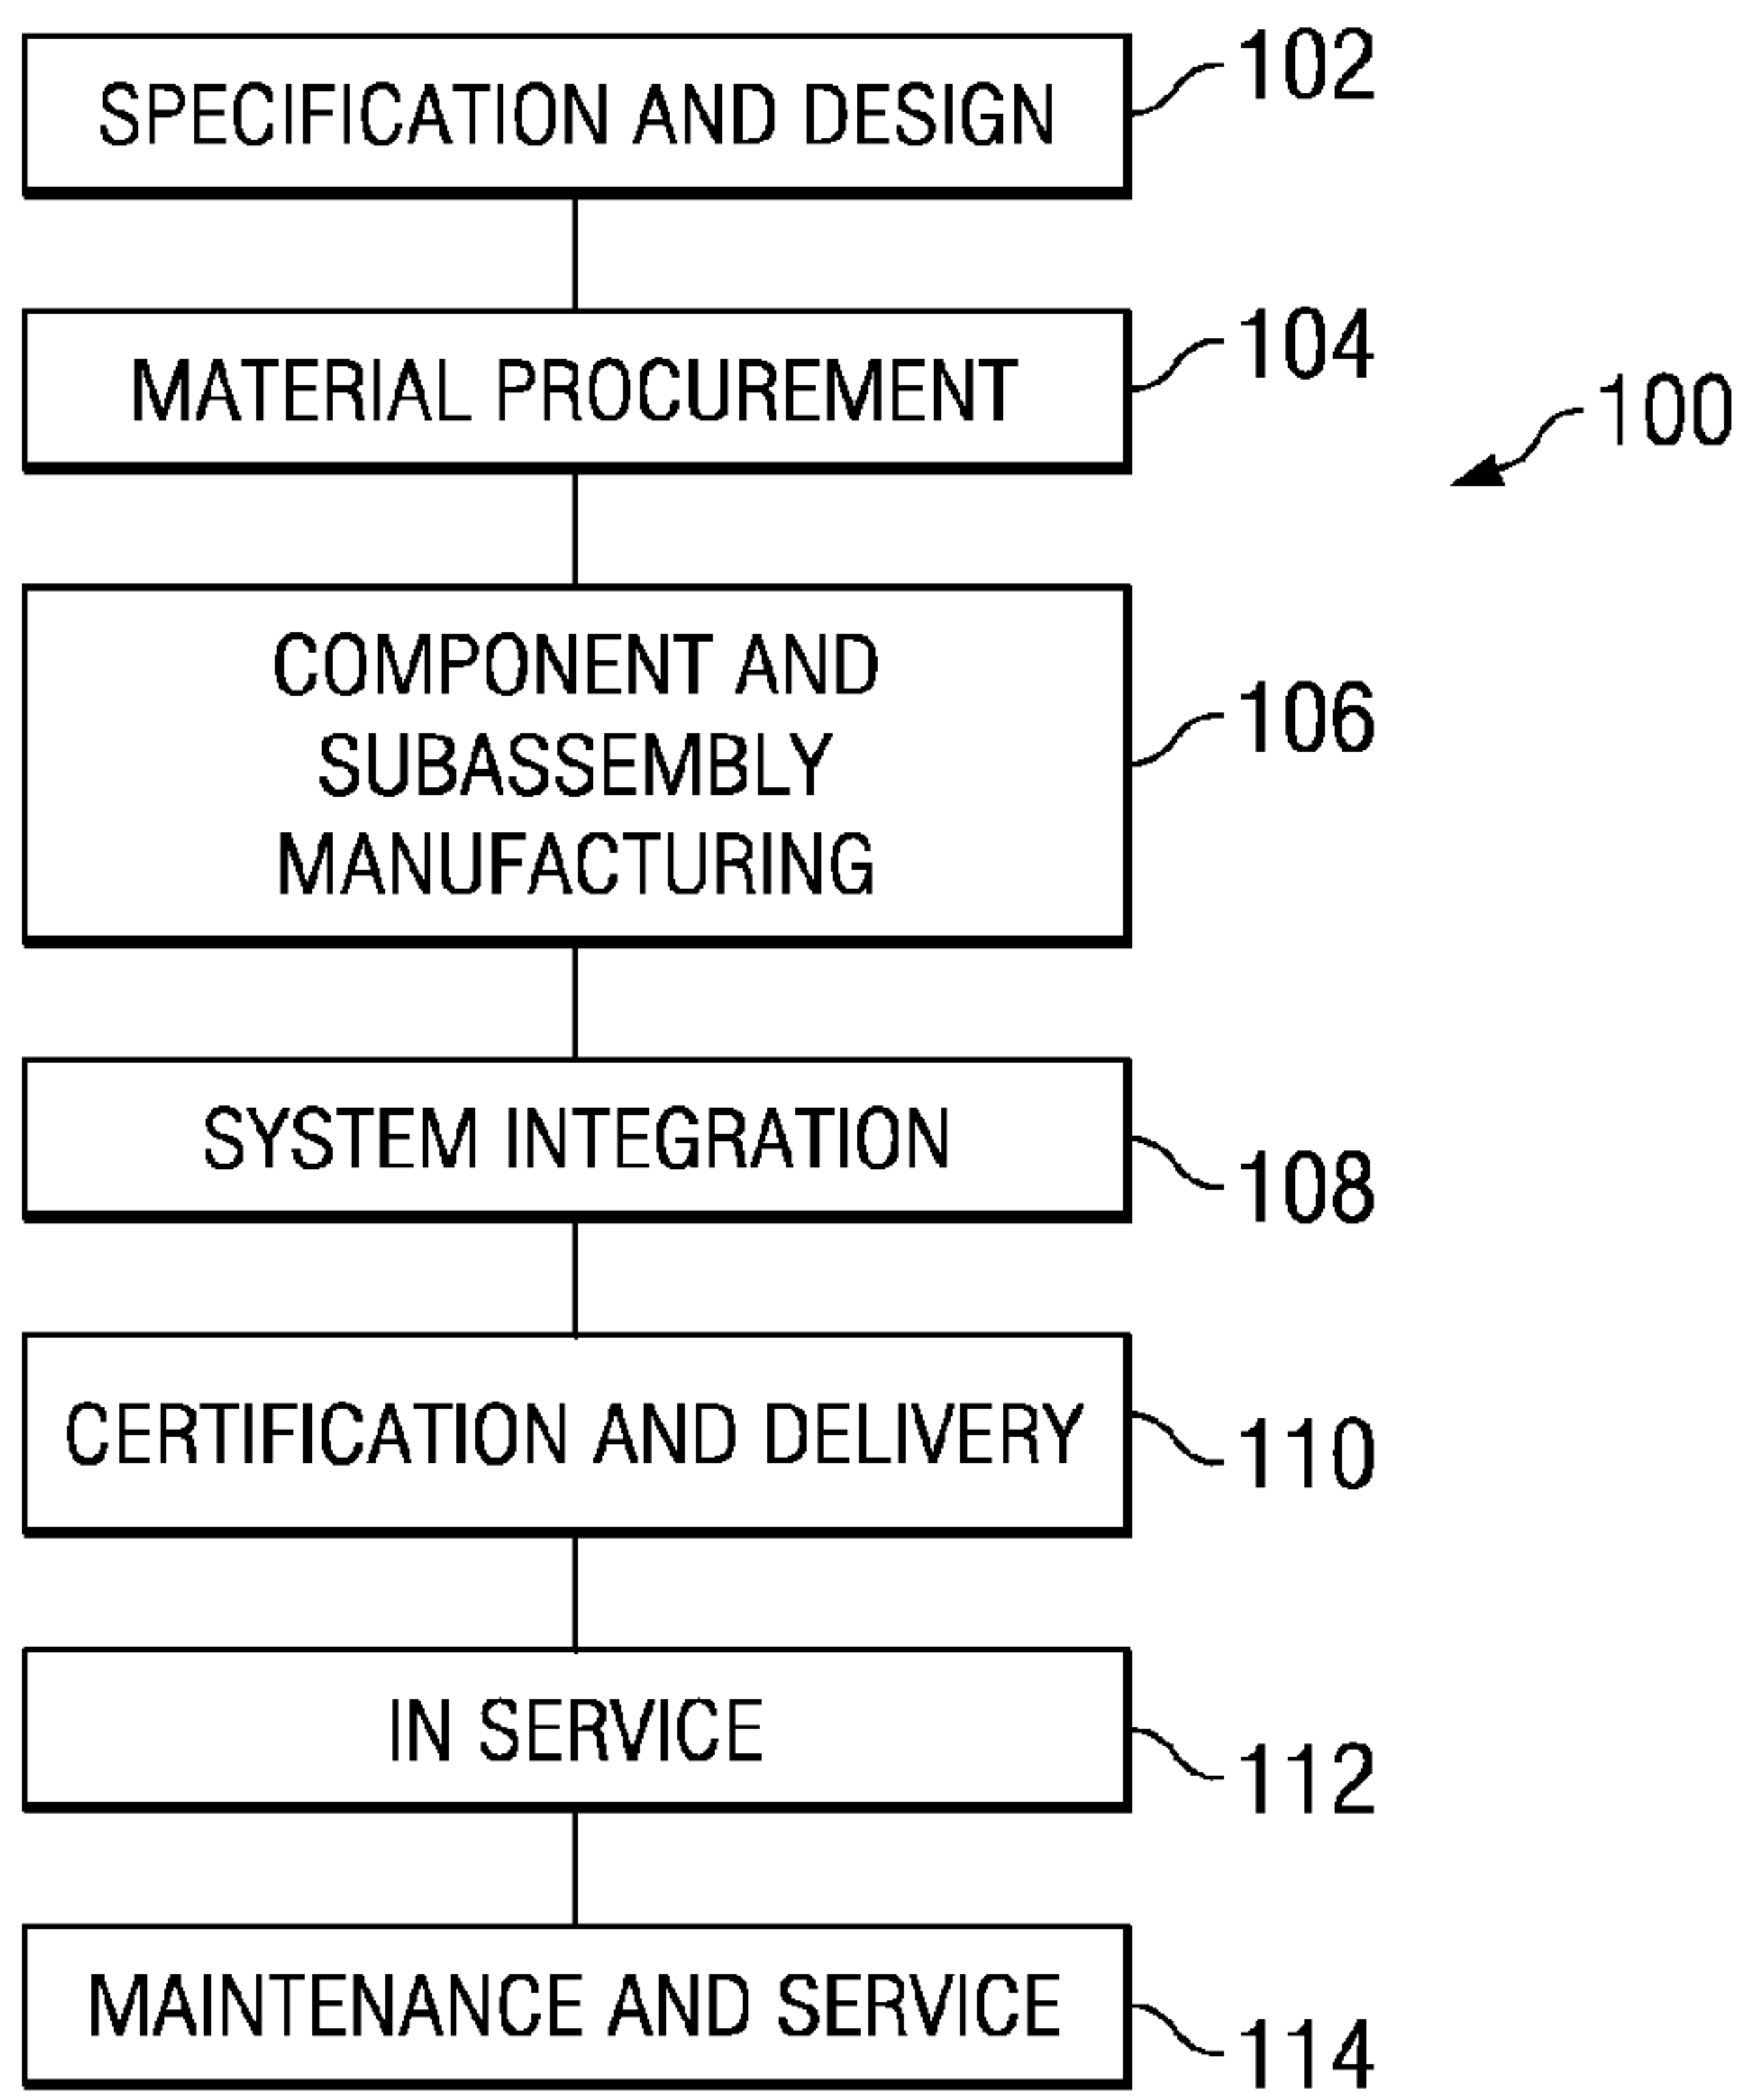 SPECIFICATION AND DESIGN
102
MATERIAL PROCUREMENT
104
100
COMPONENT AND
SUBASSEMBLY
MANUFACTURING
106
SYSTEM INTEGRATION
108
CERTIFICATION AND DELIVERY
110
IN SERVICE
112
MAINTENANCE AND SERVICE
114